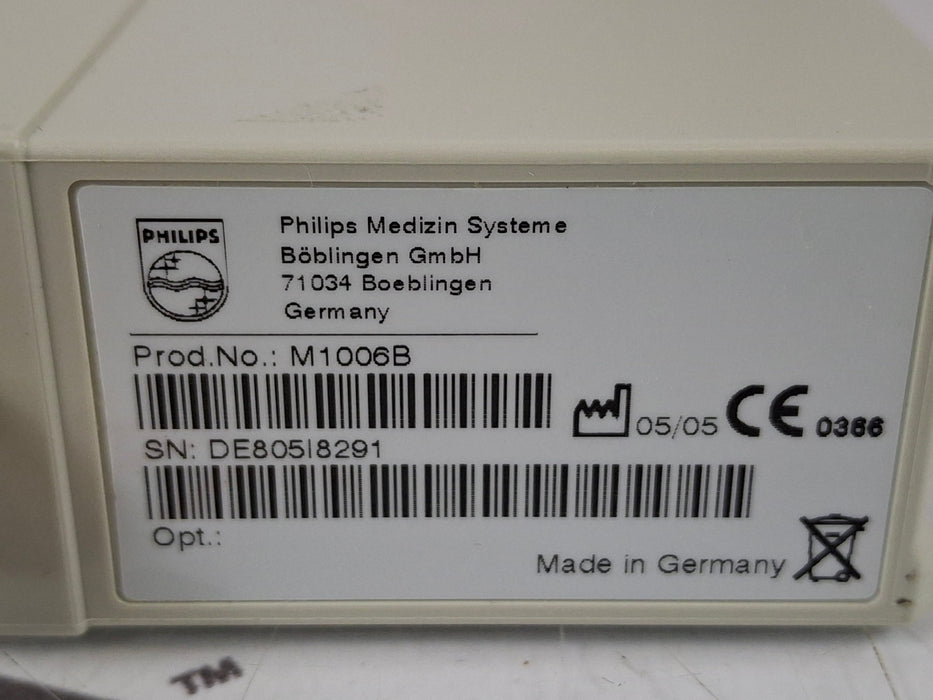 PHILIPS
Philips Medizin Systeme
Böblingen GmbH
71034 Boeblingen
Germany
Prod.No.: M1006B
05/05 CE 0366
SN: DE805I8291
Opt.:
Made in Germany
TM